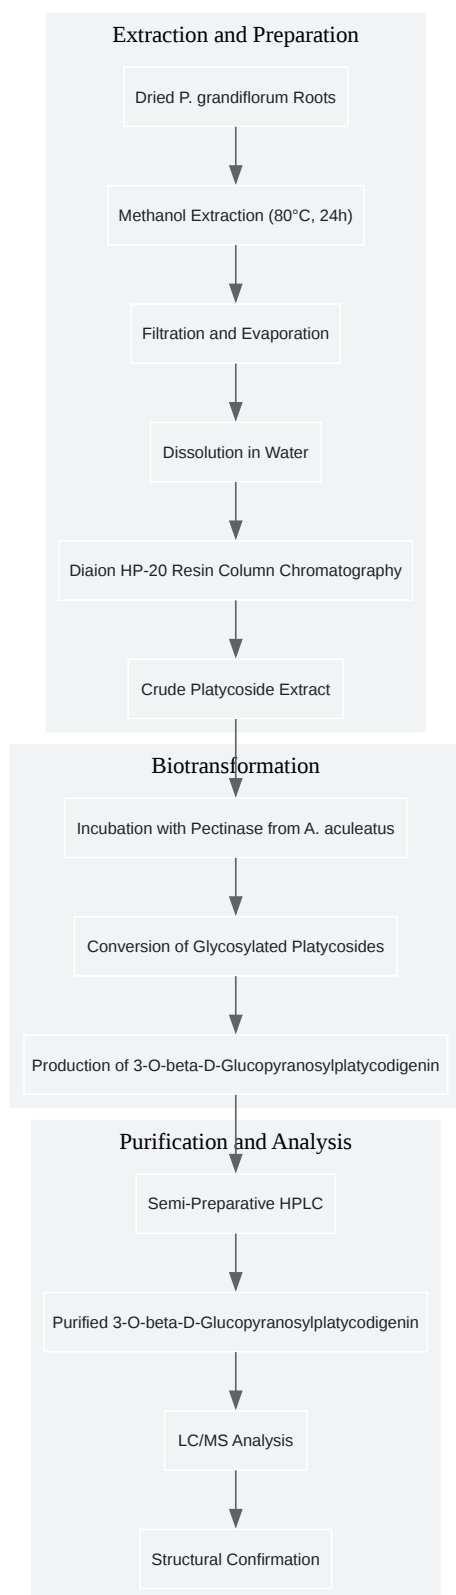 Extraction and Preparation
Dried P. grandiflorum Roots
Methanol Extraction (80°C, 24h)
Filtration and Evaporation
Dissolution in Water
Diaion HP-20 Resin Column Chromatography
Crude Platycoside Extract
Biotransformation
Incubation with Pectinase from A. aculeatus
Conversion of Glycosylated Platycosides
Production of 3-O-beta-D-Glucopyranosylplatycodigenin
Purification and Analysis
Semi-Preparative HPLC
Purified 3-O-beta-D-Glucopyranosylplatycodigenin
LC/MS Analysis
Structural Confirmation